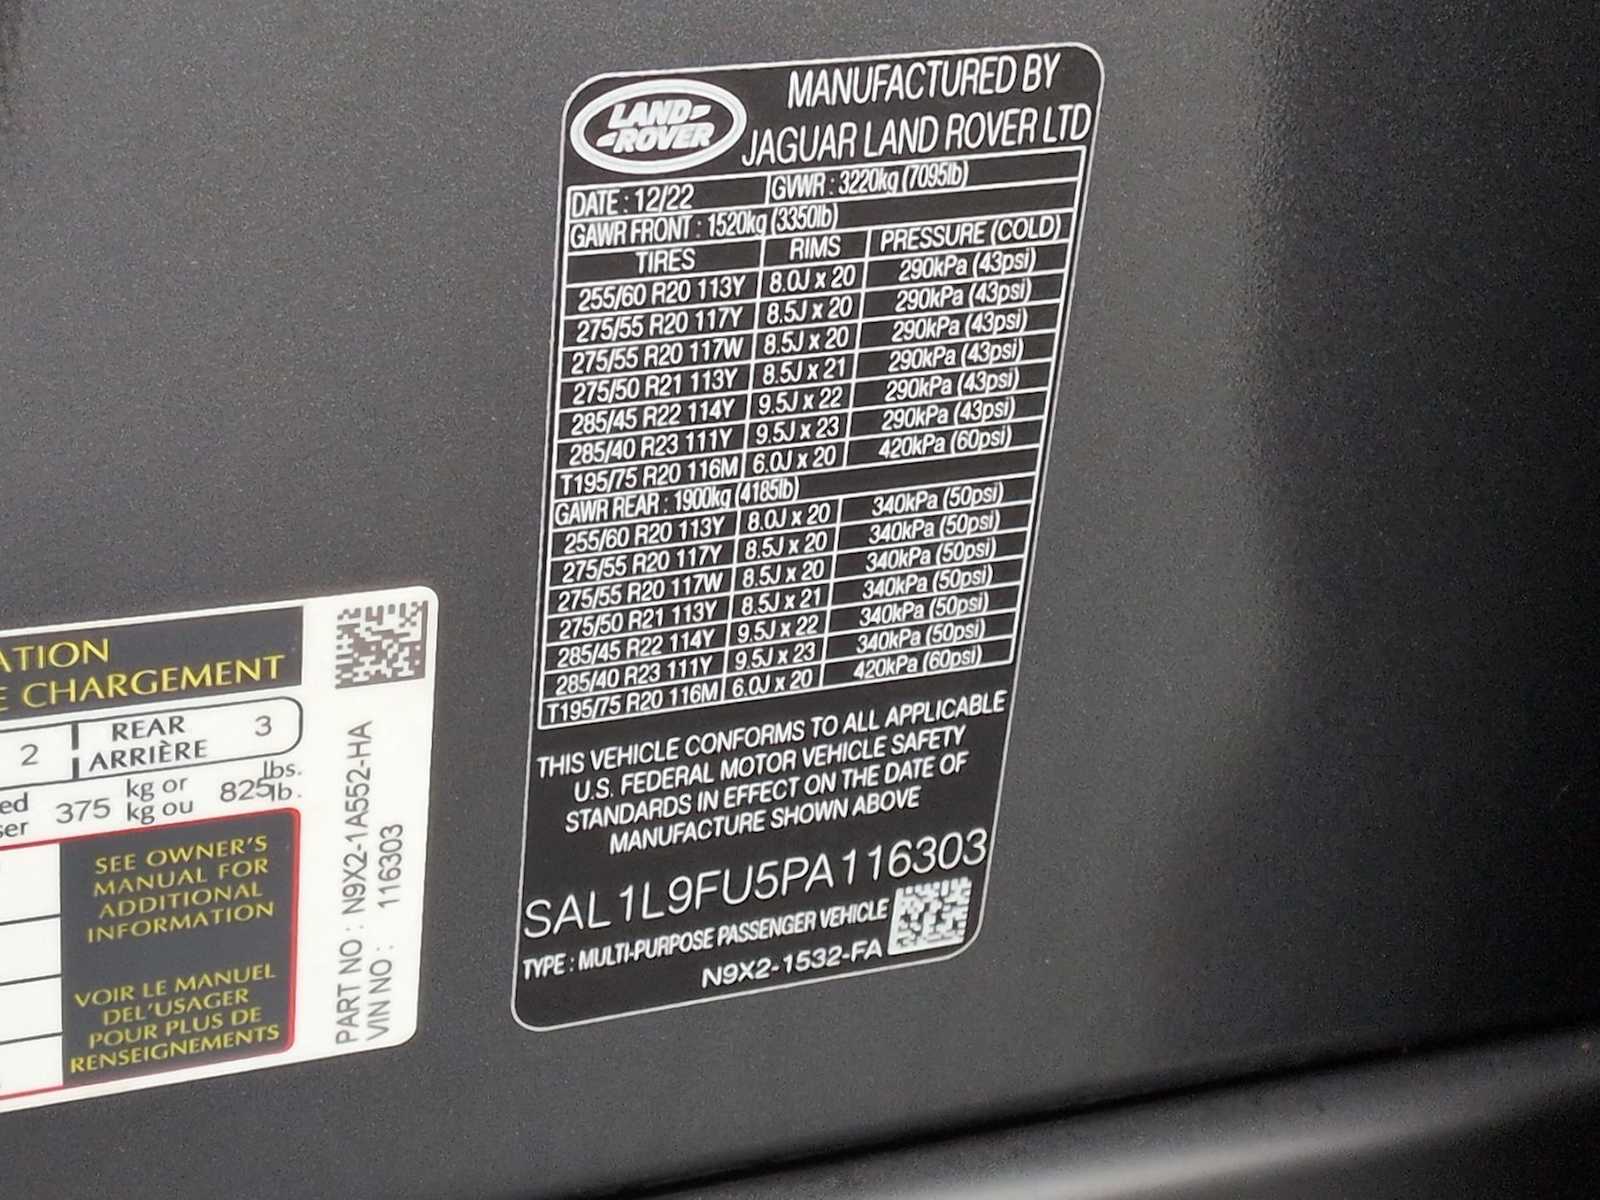 LAND
ROVER
MANUFACTURED BY
JAGUAR LAND ROVER LTD
DATE : 12/22 GVWR : 3220kg (7095lb)
GAWR FRONT : 1520kg (3350lb)
TIRES RIMS PRESSURE (COLD)
255/60 R20 113Y 8.0J x 20 290kPa (43psi)
275/55 R20 117Y 8.5J x 20 290kPa (43psi)
275/55 R20 117W 8.5J x 20 290kPa (43psi)
275/50 R21 113Y 8.5J x 21 290kPa (43psi)
285/45 R22 114Y 9.5J x 22 290kPa (43psi)
285/40 R23 111Y 9.5J x 23 290kPa (43psi)
T195/75 R20 116M 6.0J x 20 420kPa (60psi)
GAWR REAR : 1900kg (4185lb)
255/60 R20 113Y 8.0J x 20 340kPa (50psi)
275/55 R20 117Y 8.5J x 20 340kPa (50psi)
275/55 R20 117W 8.5J x 20 340kPa (50psi)
275/50 R21 113Y 8.5J x 21 340kPa (50psi)
285/45 R22 114Y 9.5J x 22 340kPa (50psi)
285/40 R23 111Y 9.5J x 23 340kPa (50psi)
T195/75 R20 116M 6.0J x 20 420kPa (60psi)
THIS VEHICLE CONFORMS TO ALL APPLICABLE
U.S. FEDERAL MOTOR VEHICLE SAFETY
STANDARDS IN EFFECT ON THE DATE OF
MANUFACTURE SHOWN ABOVE
SAL1L9FU5PA116303
TYPE : MULTI-PURPOSE PASSENGER VEHICLE
N9X2-1532-FA
ATION
E CHARGEMENT
2 REAR 3
ARRIÈRE
ed 375 kg or 825 lbs.
ser kg ou lb.
SEE OWNER'S
MANUAL FOR
ADDITIONAL
INFORMATION
VOIR LE MANUEL
DEL'USAGER
POUR PLUS DE
RENSEIGNEMENTS
PART NO : N9X2-1A552-HA
VIN NO : 116303